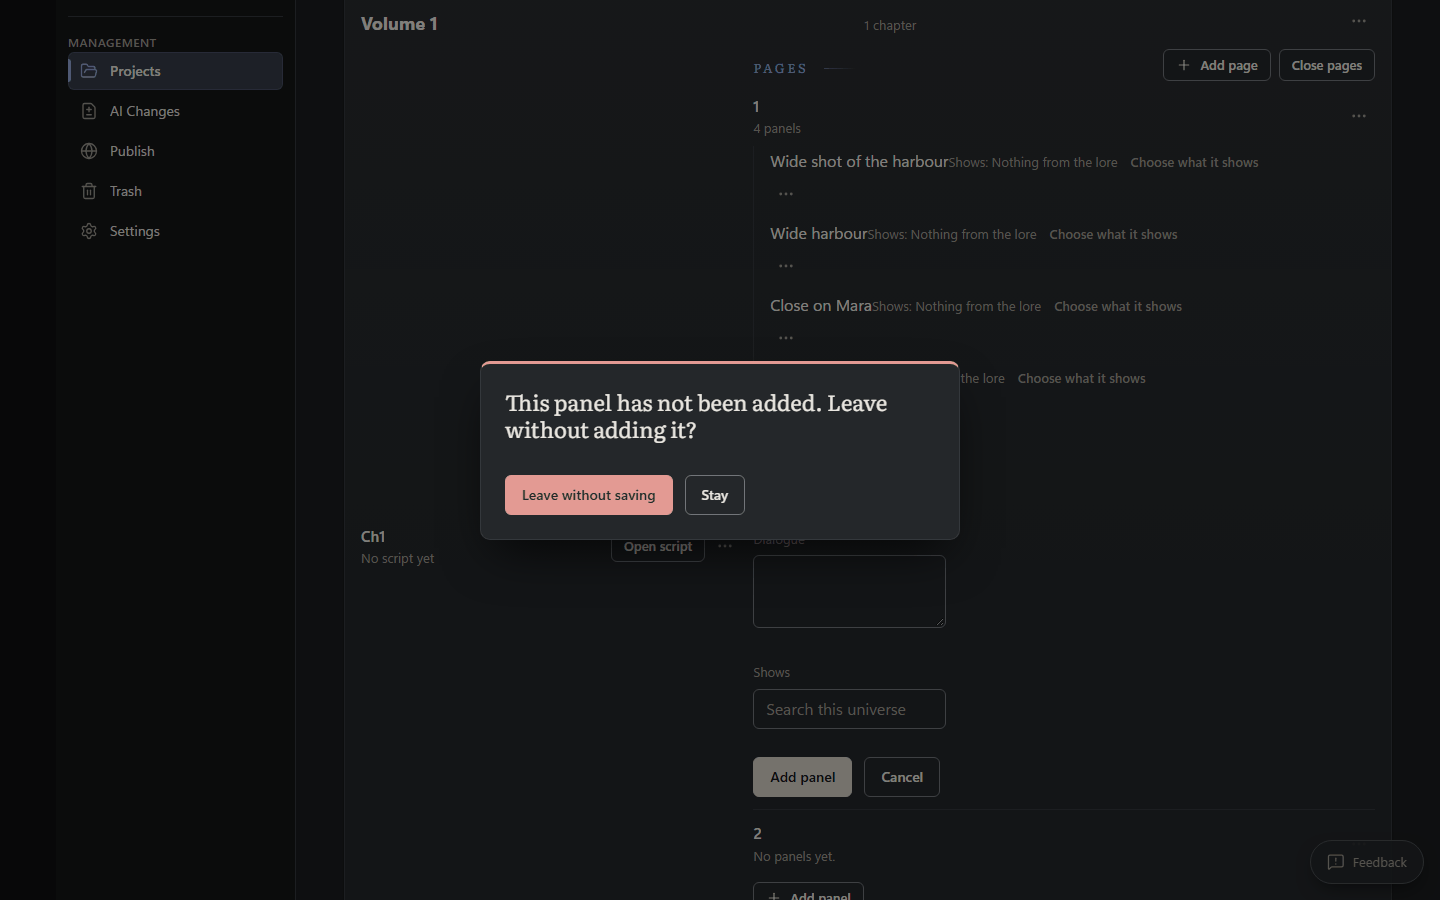 Volume 1
1 chapter
MANAGEMENT
Projects
AI Changes
Publish
Trash
Settings
PAGES
Add page
Close pages
1
4 panels
Wide shot of the harbour Shows: Nothing from the lore Choose what it shows
Wide harbour Shows: Nothing from the lore Choose what it shows
Close on Mara Shows: Nothing from the lore Choose what it shows
the lore Choose what it shows
This panel has not been added. Leave
without adding it?
Leave without saving
Stay
Ch1
No script yet
Open script
Dialogue
Shows
Search this universe
Add panel
Cancel
2
No panels yet.
Add panel
Feedback